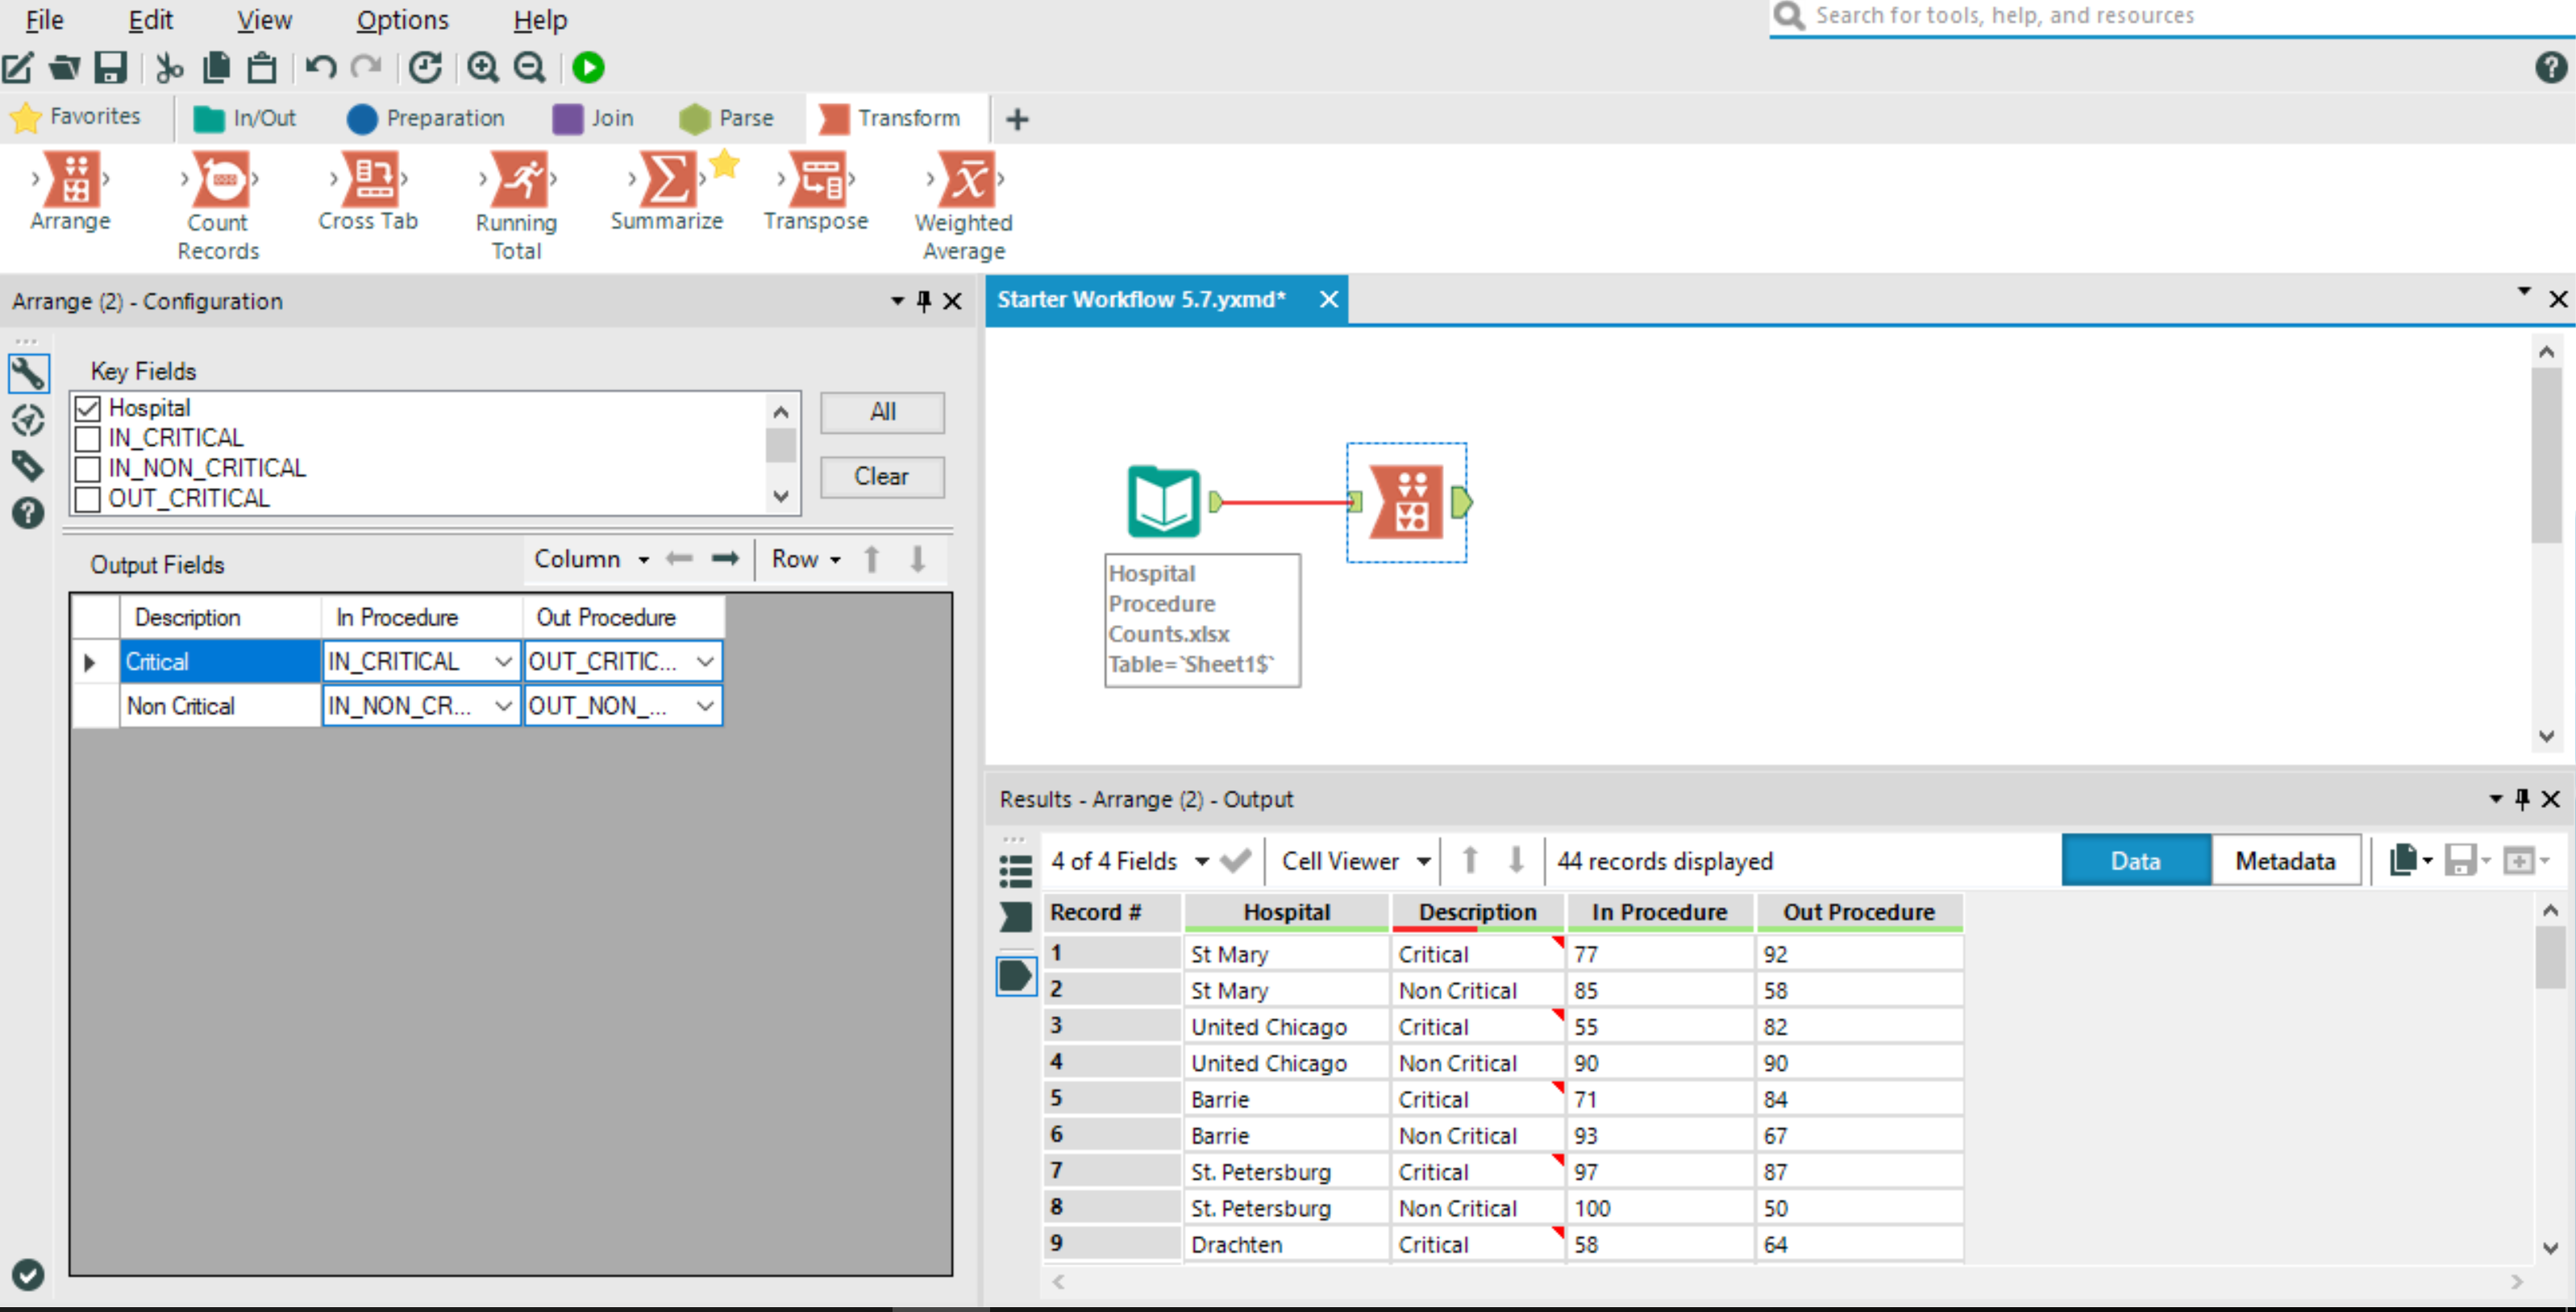 File Edit View Options Help
Search for tools, help, and resources
Favorites In/Out Preparation Join Parse Transform
Arrange Count Records Cross Tab Running Total Summarize Transpose Weighted Average
Arrange (2) - Configuration
Key Fields
Hospital
IN_CRITICAL
IN_NON_CRITICAL
OUT_CRITICAL
All
Clear
Output Fields Column Row
Description In Procedure Out Procedure
Critical IN_CRITICAL OUT_CRITIC...
Non Critical IN_NON_CR... OUT_NON_...
Starter Workflow 5.7.yxmd*
Hospital
Procedure
Counts.xlsx
Table=`Sheet1$`
Results - Arrange (2) - Output
4 of 4 Fields Cell Viewer 44 records displayed Data Metadata
Record # Hospital Description In Procedure Out Procedure
1 St Mary Critical 77 92
2 St Mary Non Critical 85 58
3 United Chicago Critical 55 82
4 United Chicago Non Critical 90 90
5 Barrie Critical 71 84
6 Barrie Non Critical 93 67
7 St. Petersburg Critical 97 87
8 St. Petersburg Non Critical 100 50
9 Drachten Critical 58 64